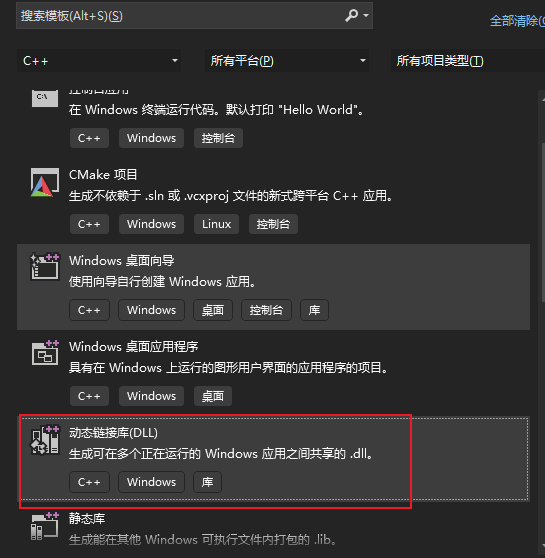 搜索模板(Alt+S)(S)
全部清除(C
C++ 所有平台(P) 所有项目类型(T)
控制台应用
在 Windows 终端运行代码。默认打印 "Hello World"。
C++ Windows 控制台
CMake 项目
生成不依赖于 .sln 或 .vcxproj 文件的新式跨平台 C++ 应用。
C++ Windows Linux 控制台
Windows 桌面向导
使用向导自行创建 Windows 应用。
C++ Windows 桌面 控制台 库
Windows 桌面应用程序
具有在 Windows 上运行的图形用户界面的应用程序的项目。
C++ Windows 桌面
动态链接库(DLL)
生成可在多个正在运行的 Windows 应用之间共享的 .dll。
C++ Windows 库
静态库
生成能在其他 Windows 可执行文件内打包的 .lib。